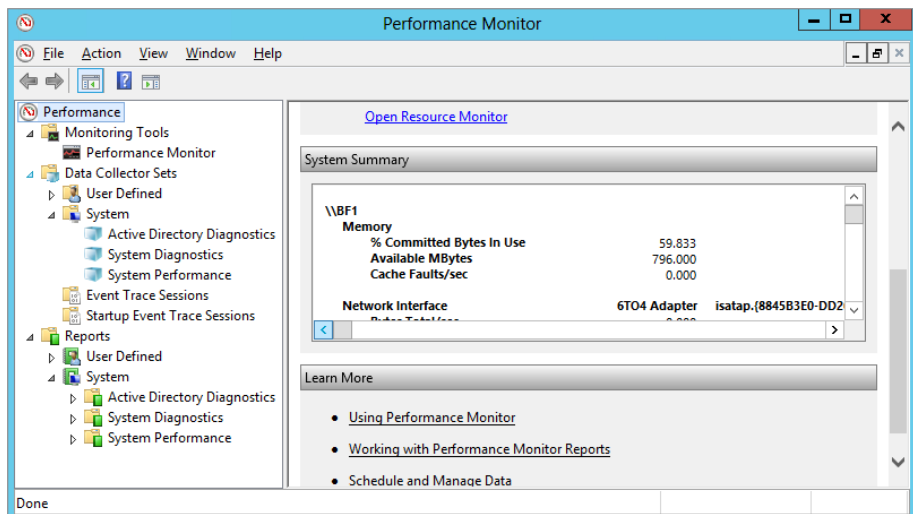 Performance Monitor
File Action View Window Help
Performance
Monitoring Tools
Performance Monitor
Data Collector Sets
User Defined
System
Active Directory Diagnostics
System Diagnostics
System Performance
Event Trace Sessions
Startup Event Trace Sessions
Reports
User Defined
System
Active Directory Diagnostics
System Diagnostics
System Performance
Open Resource Monitor
System Summary
\\BF1
Memory
% Committed Bytes In Use 59.833
Available MBytes 796.000
Cache Faults/sec 0.000
Network Interface 6TO4 Adapter isatap.{8845B3E0-DD2
Learn More
• Using Performance Monitor
• Working with Performance Monitor Reports
• Schedule and Manage Data
Done